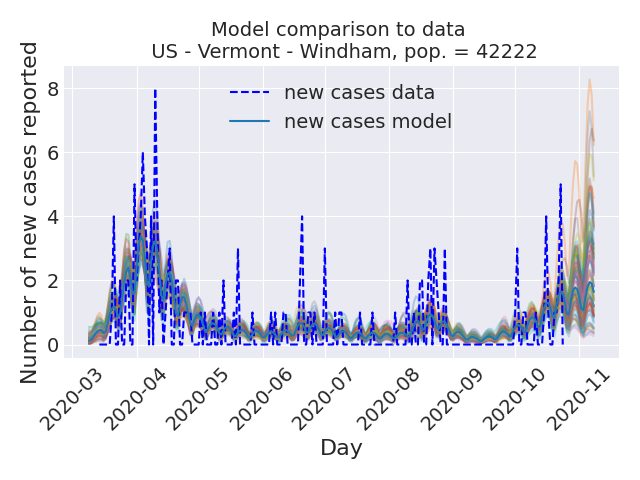 Model comparison to data
US - Vermont - Windham, pop. = 42222
new cases data
new cases model
Number of new cases reported
8
6
4
2
0
2020-03
2020-04
2020-05
2020-06
2020-07
2020-08
2020-09
2020-10
2020-11
Day